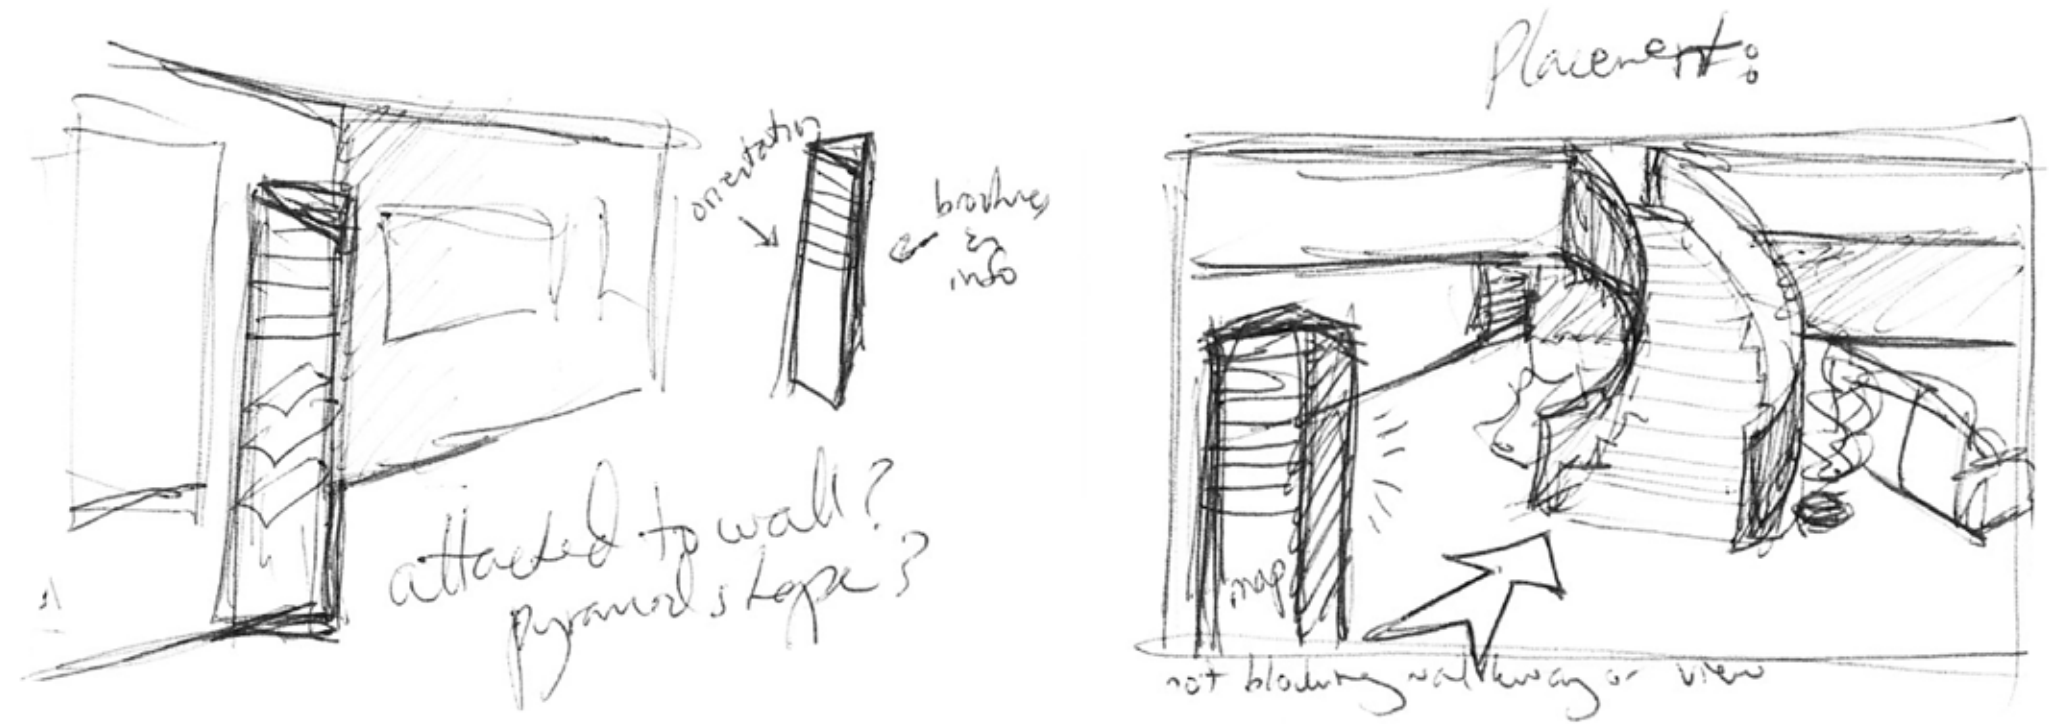 orientation
brochures
&
info
attached to wall?
pyramid shape?
Placement:
map
not blocking walkway or view